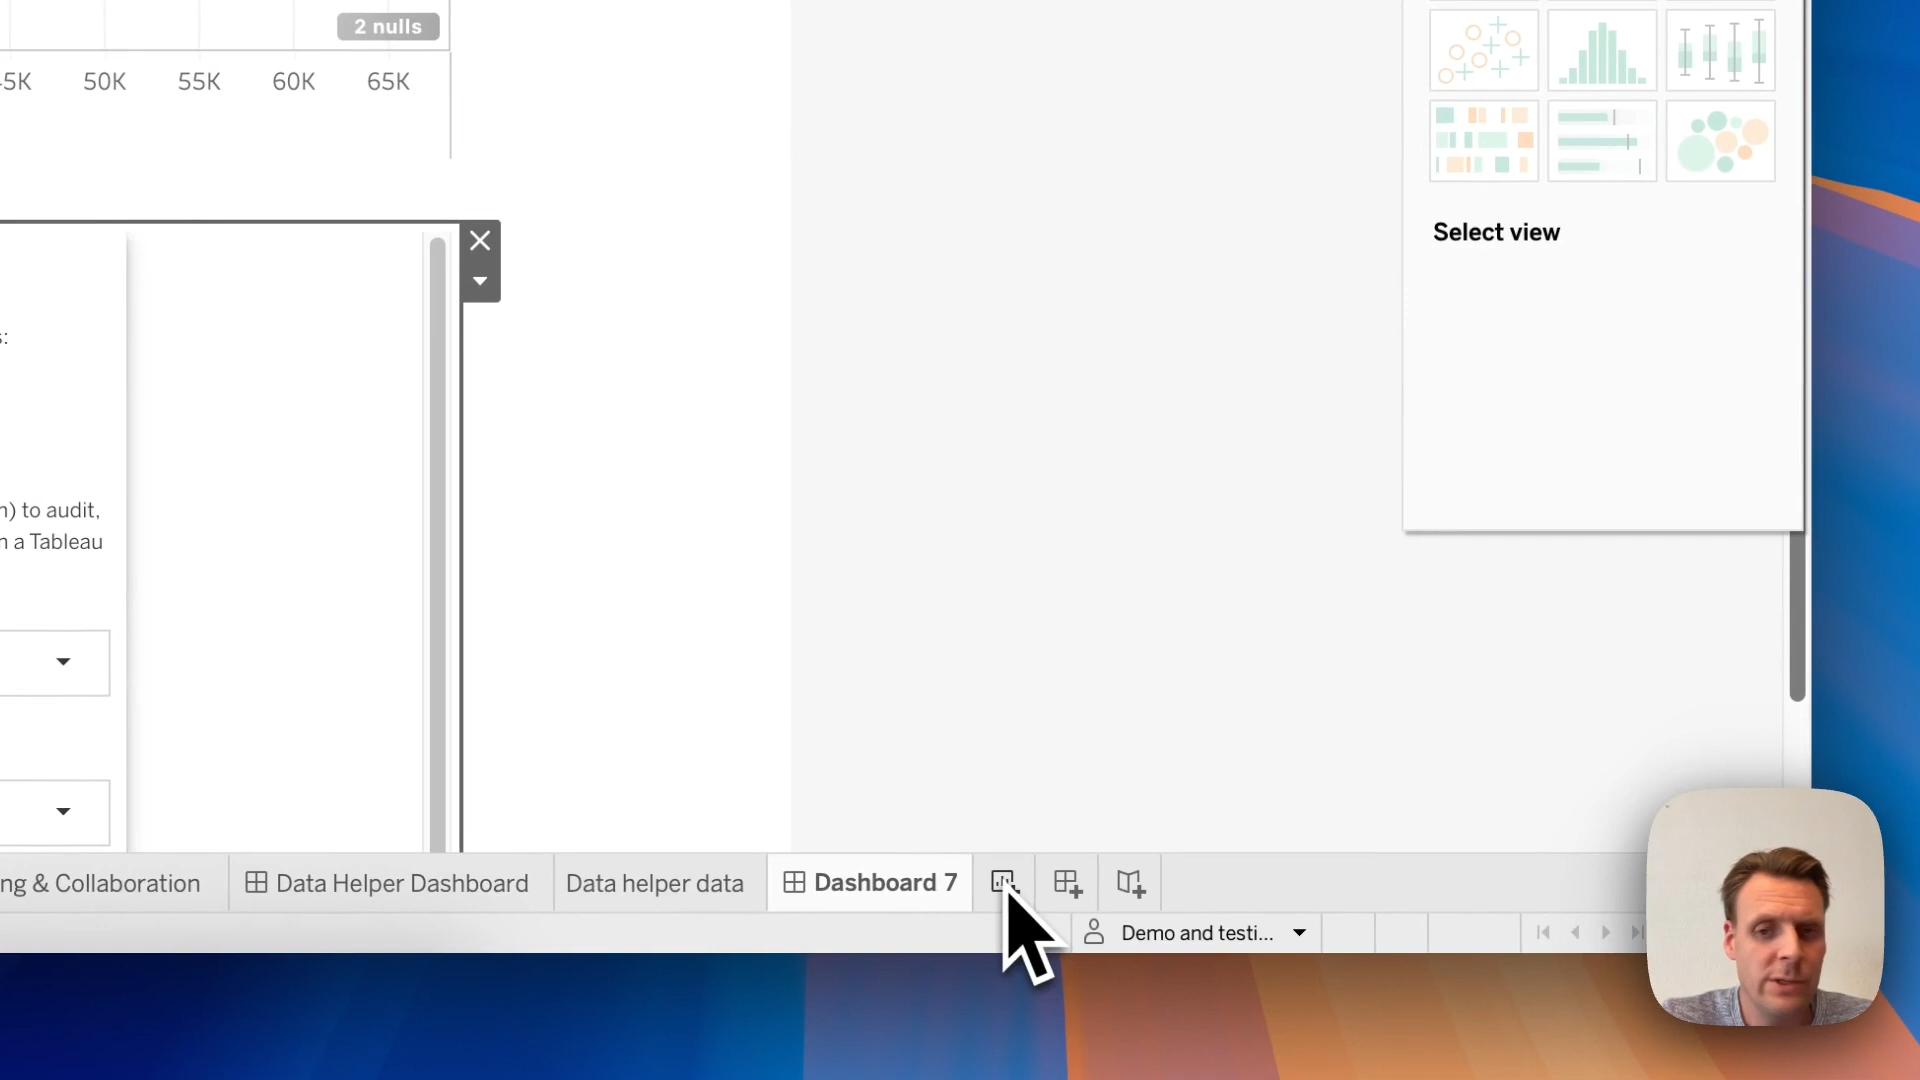 2 nulls
45K 50K 55K 60K 65K
Select view
s:
n) to audit,
n a Tableau
ng & Collaboration
Data Helper Dashboard
Data helper data
Dashboard 7
Demo and testi...